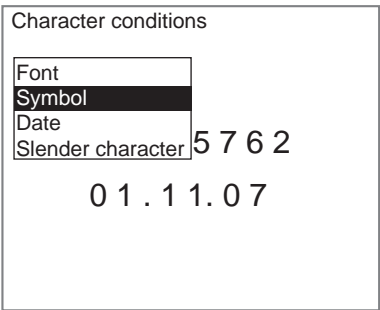 Character conditions
Font
Symbol
Date
Slender character 5 7 6 2
0 1 . 1 1. 0 7